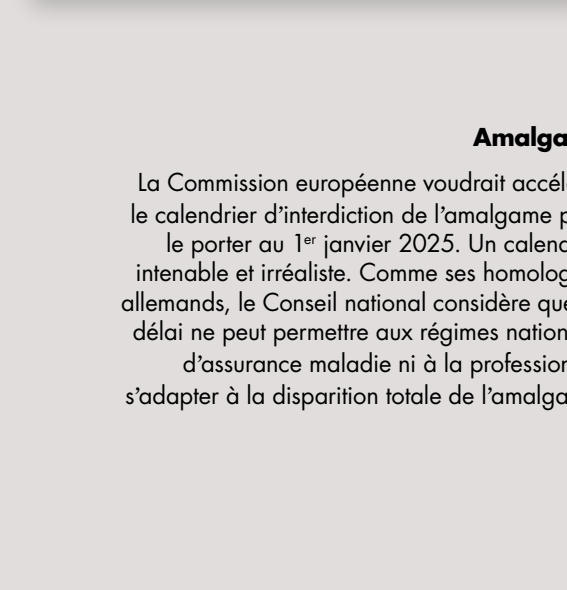 Amalga
La Commission européenne voudrait accél
le calendrier d’interdiction de l’amalgame p
le porter au 1er janvier 2025. Un calend
intenable et irréaliste. Comme ses homolog
allemands, le Conseil national considère que
délai ne peut permettre aux régimes nation
d’assurance maladie ni à la profession
s’adapter à la disparition totale de l’amalga